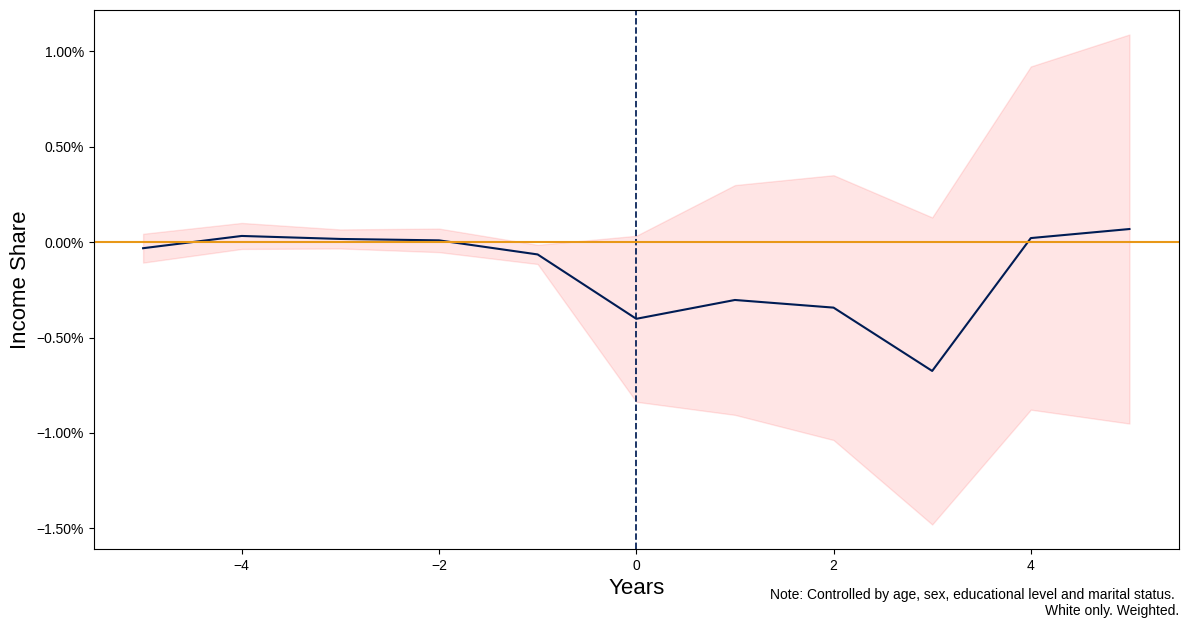 1.00%
0.50%
0.00%
−0.50%
−1.00%
−1.50%
Income Share
−4
−2
0
2
4
Years
Note: Controlled by age, sex, educational level and marital status.
White only. Weighted.